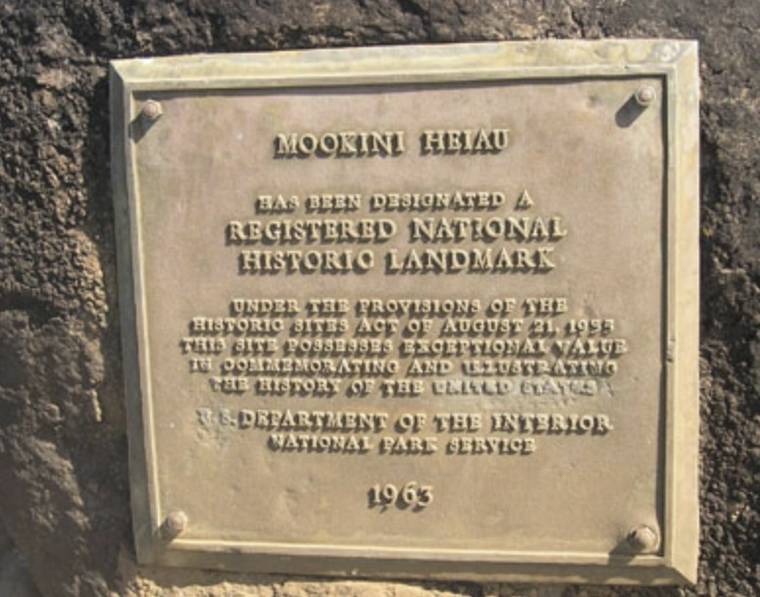 MOOKINI HEIAU
HAS BEEN DESIGNATED A
REGISTERED NATIONAL
HISTORIC LANDMARK
UNDER THE PROVISIONS OF THE
HISTORIC SITES ACT OF AUGUST 21, 1935
THIS SITE POSSESSES EXCEPTIONAL VALUE
IN COMMEMORATING AND ILLUSTRATING
THE HISTORY OF THE UNITED STATES
U.S. DEPARTMENT OF THE INTERIOR
NATIONAL PARK SERVICE
1963